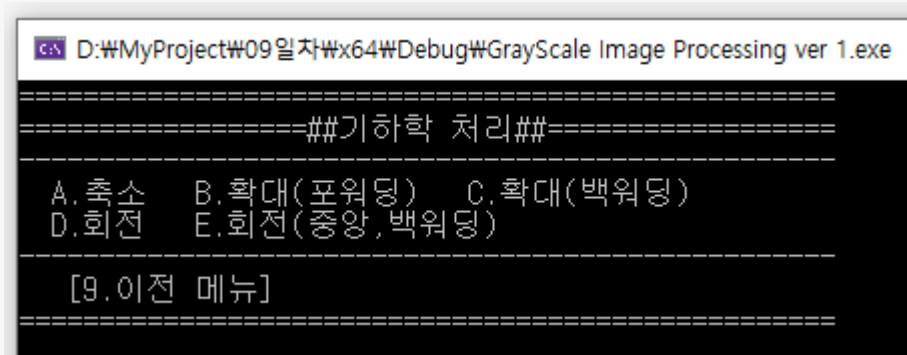 D:₩MyProject₩09일차₩x64₩Debug₩GrayScale Image Processing ver 1.exe
===================================================
==================##기하학 처리##==================
---------------------------------------------------
A.축소 B.확대(포워딩) C.확대(백워딩)
D.회전 E.회전(중앙,백워딩)
---------------------------------------------------
[9.이전 메뉴]
===================================================